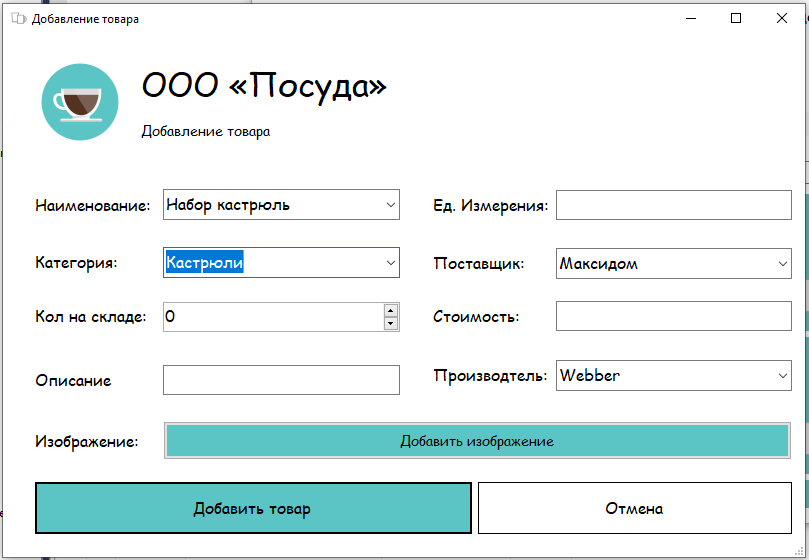 Добавление товара
ООО «Посуда»
Добавление товара
Наименование: Набор кастрюль
Ед. Измерения:
Категория: Кастрюли
Поставщик: Максидом
Кол на складе: 0
Стоимость:
Описание
Производтель: Webber
Изображение: Добавить изображение
Добавить товар
Отмена